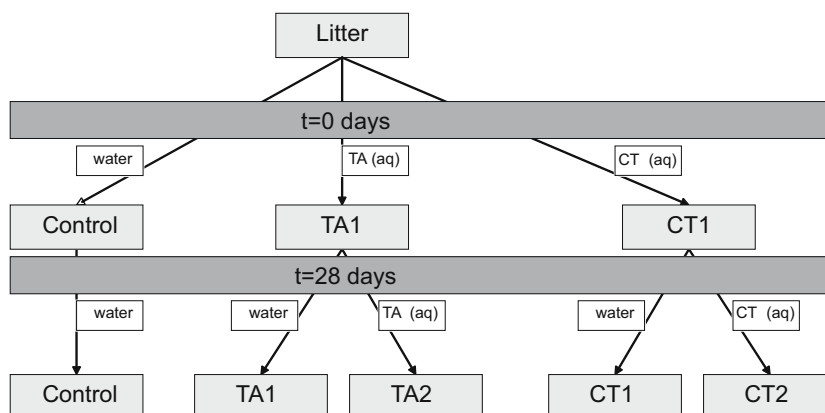 Litter
t=0 days
water
TA (aq)
CT (aq)
Control
TA1
CT1
t=28 days
water
water
TA (aq)
water
CT (aq)
Control
TA1
TA2
CT1
CT2